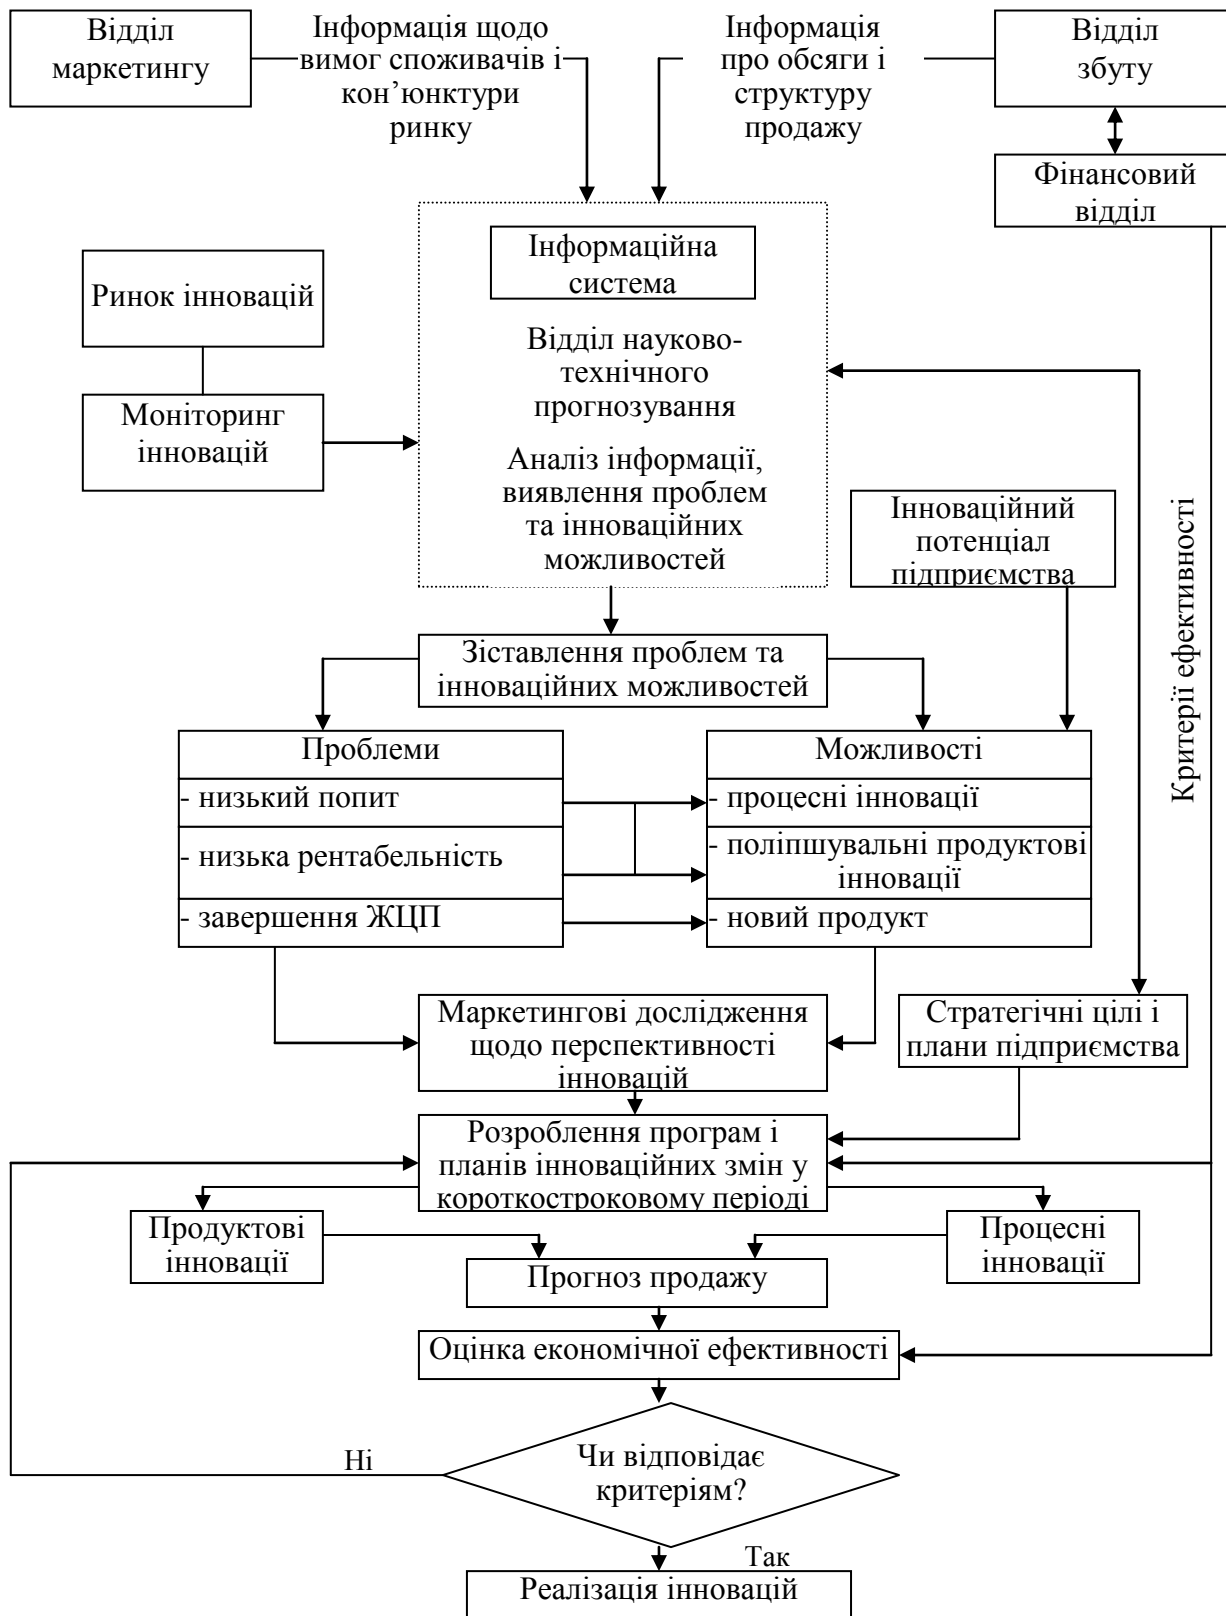 Відділ
маркетингу
Інформація щодо
вимог споживачів і
кон’юнктури
ринку
Інформація
про обсяги і
структуру
продажу
Відділ
збуту
Фінансовий
відділ
Інформаційна
система
Ринок інновацій
Відділ науково-
технічного
прогнозування
Моніторинг
інновацій
Аналіз інформації,
виявлення проблем
та інноваційних
можливостей
Інноваційний
потенціал
підприємства
Критерії ефективності
Зіставлення проблем та
інноваційних можливостей
Проблеми
- низький попит
- низька рентабельність
- завершення ЖЦП
Можливості
- процесні інновації
- поліпшувальні продуктові
інновації
- новий продукт
Маркетингові дослідження
щодо перспективності
інновацій
Стратегічні цілі і
плани підприємства
Розроблення програм і
планів інноваційних змін у
короткостроковому періоді
Продуктові
інновації
Процесні
інновації
Прогноз продажу
Оцінка економічної ефективності
Чи відповідає
критеріям?
Ні
Так
Реалізація інновацій